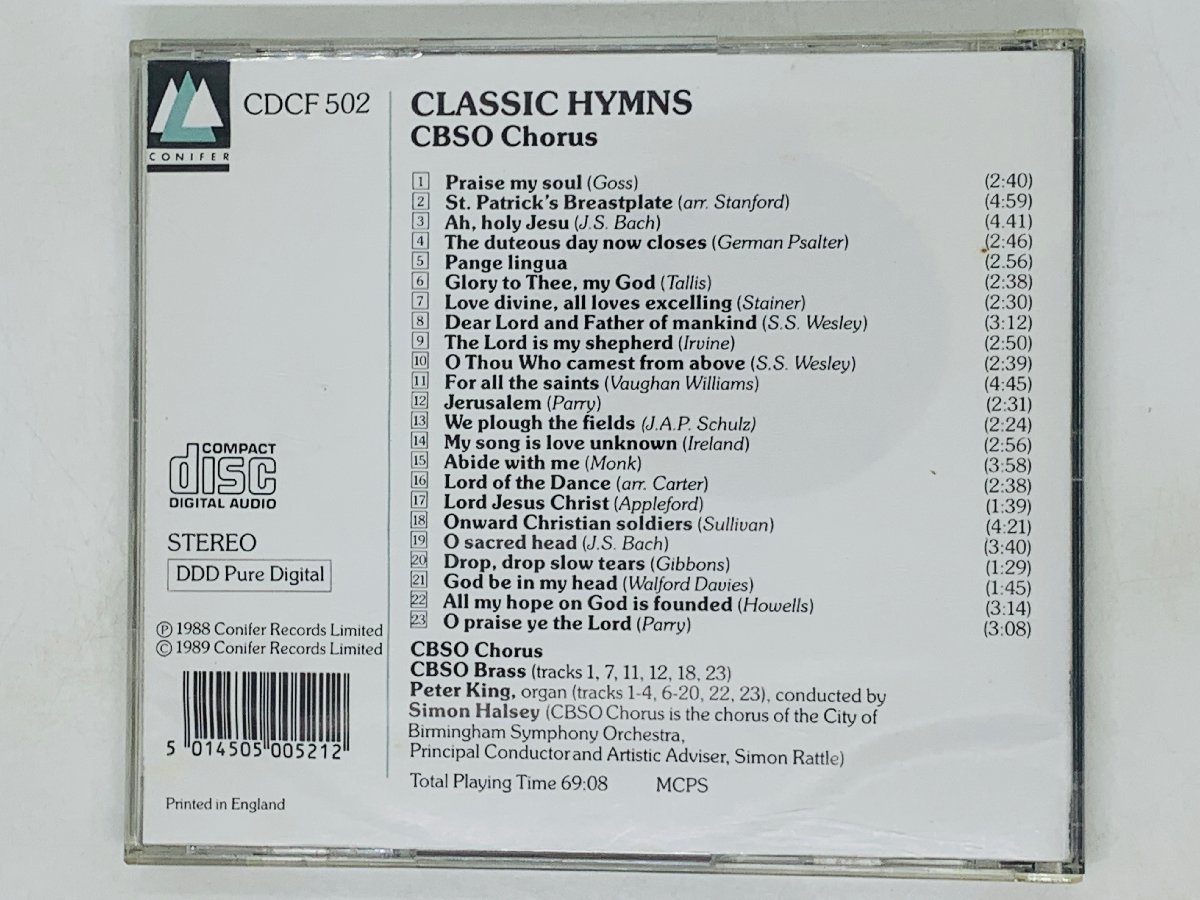 CONIFER
CDCF 502
CLASSIC HYMNS
CBSO Chorus
1 Praise my soul (Goss) (2:40)
2 St. Patrick's Breastplate (arr. Stanford) (4:59)
3 Ah, holy Jesu (J.S. Bach) (4.41)
4 The duteous day now closes (German Psalter) (2:46)
5 Pange lingua (2.56)
6 Glory to Thee, my God (Tallis) (2:38)
7 Love divine, all loves excelling (Stainer) (2:30)
8 Dear Lord and Father of mankind (S.S. Wesley) (3:12)
9 The Lord is my shepherd (Irvine) (2:50)
10 O Thou Who camest from above (S.S. Wesley) (2:39)
11 For all the saints (Vaughan Williams) (4:45)
12 Jerusalem (Parry) (2:31)
13 We plough the fields (J.A.P. Schulz) (2:24)
14 My song is love unknown (Ireland) (2:56)
15 Abide with me (Monk) (3:58)
16 Lord of the Dance (arr. Carter) (2:38)
17 Lord Jesus Christ (Appleford) (1:39)
18 Onward Christian soldiers (Sullivan) (4:21)
19 O sacred head (J.S. Bach) (3:40)
20 Drop, drop slow tears (Gibbons) (1:29)
21 God be in my head (Walford Davies) (1:45)
22 All my hope on God is founded (Howells) (3:14)
23 O praise ye the Lord (Parry) (3:08)
CBSO Chorus
CBSO Brass (tracks 1, 7, 11, 12, 18, 23)
Peter King, organ (tracks 1-4, 6-20, 22, 23), conducted by
Simon Halsey (CBSO Chorus is the chorus of the City of
Birmingham Symphony Orchestra,
Principal Conductor and Artistic Adviser, Simon Rattle)
Total Playing Time 69:08 MCPS
COMPACT
disc
DIGITAL AUDIO
STEREO
DDD Pure Digital
Ⓟ 1988 Conifer Records Limited
© 1989 Conifer Records Limited
5 014505 005212
Printed in England